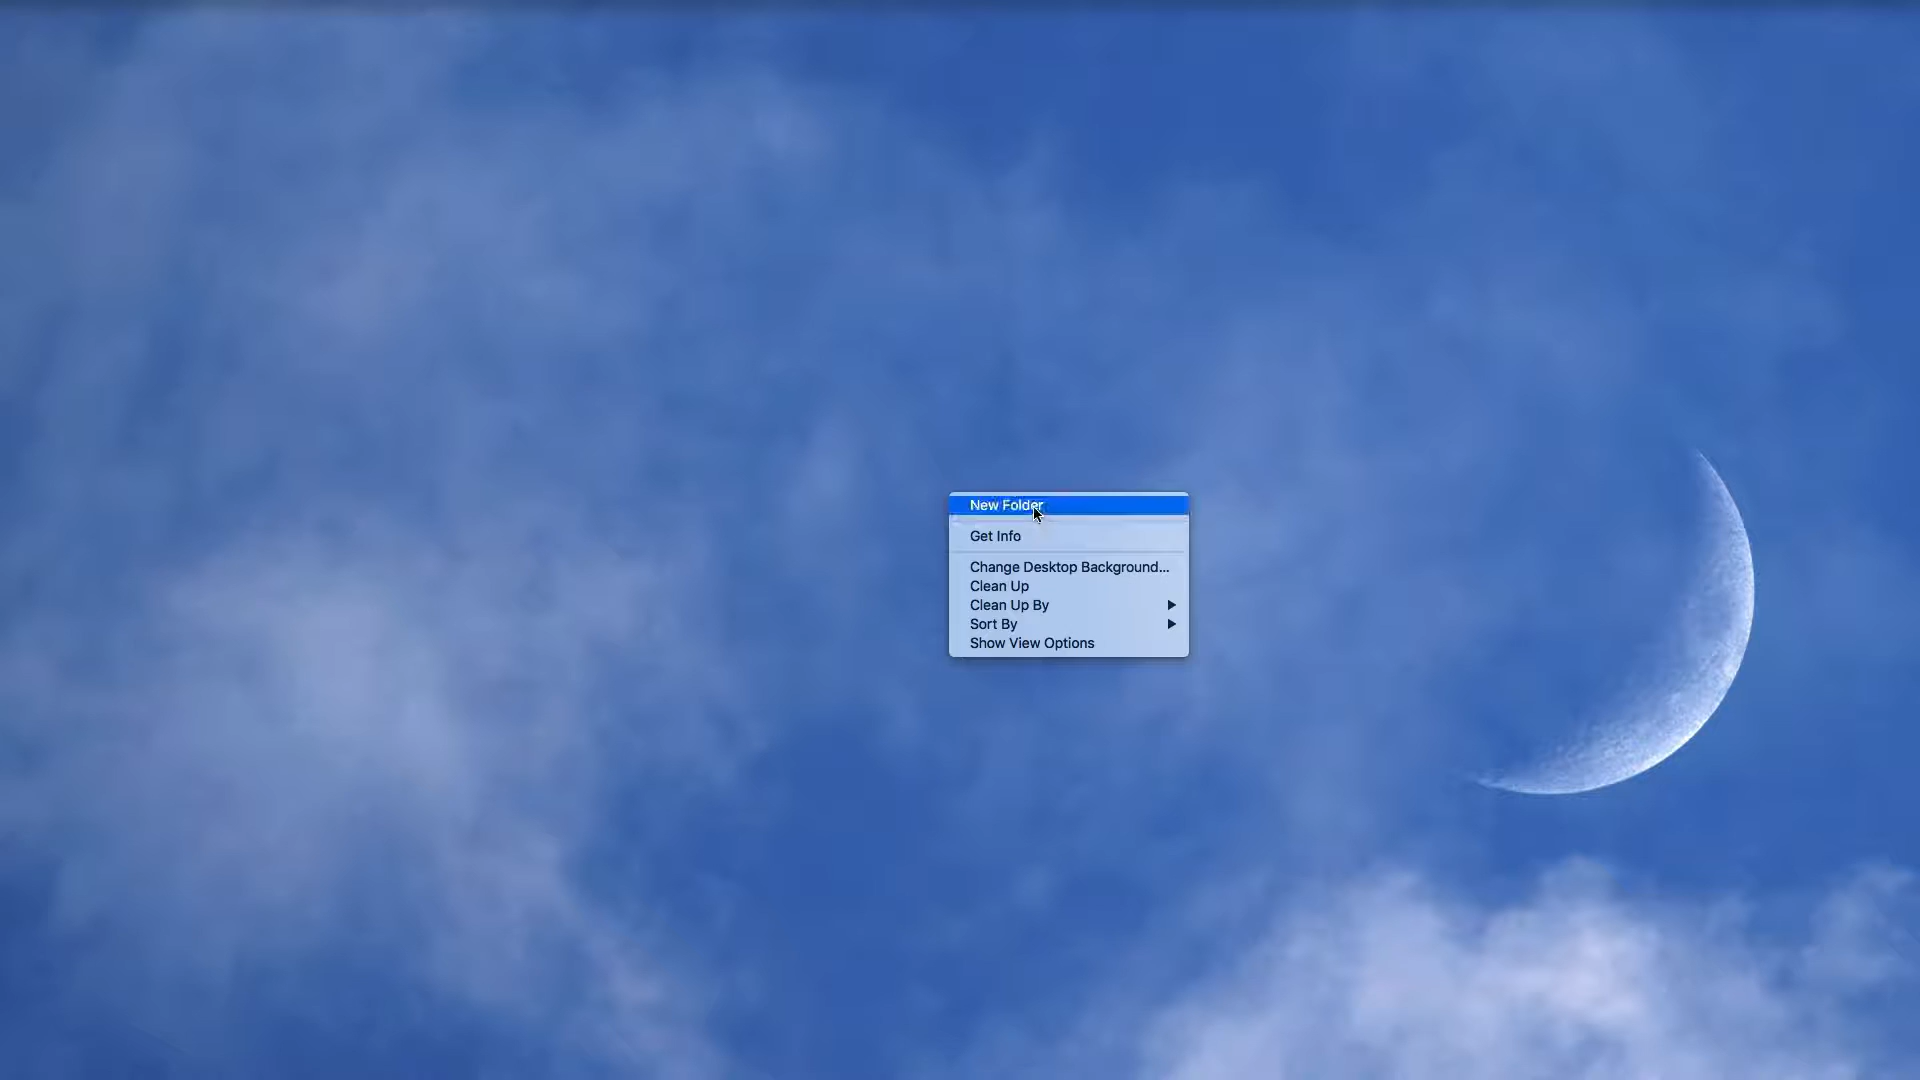 New Folder
Get Info
Change Desktop Background...
Clean Up
Clean Up By
Sort By
Show View Options